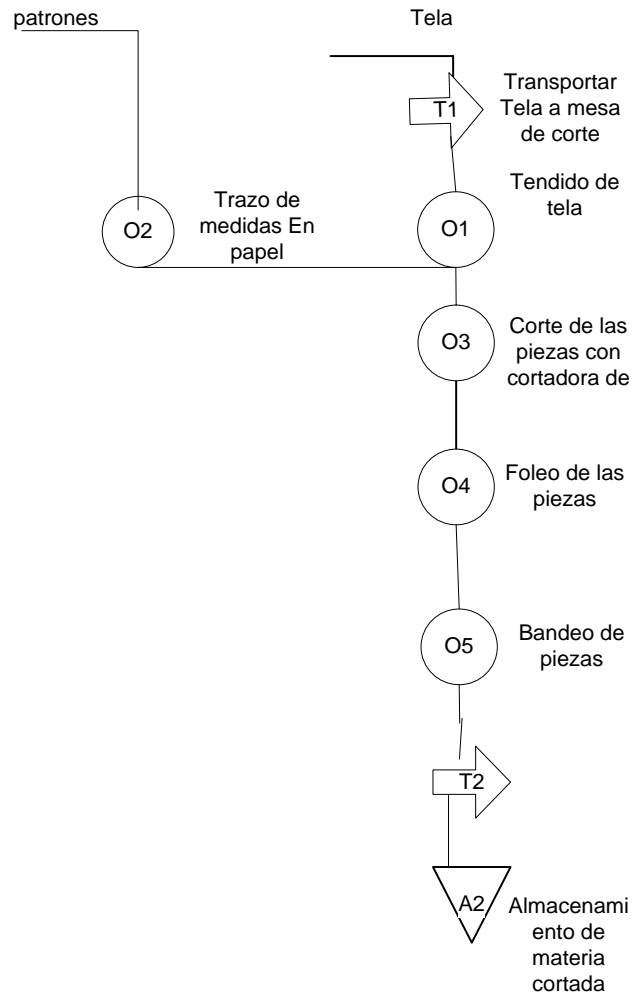 patrones
Tela
T1
Transportar
Tela a mesa
de corte
O2
Trazo de
medidas En
papel
O1
Tendido de
tela
O3
Corte de las
piezas con
cortadora de
O4
Foleo de las
piezas
O5
Bandeo de
piezas
T2
A2
Almacenami
ento de
materia
cortada